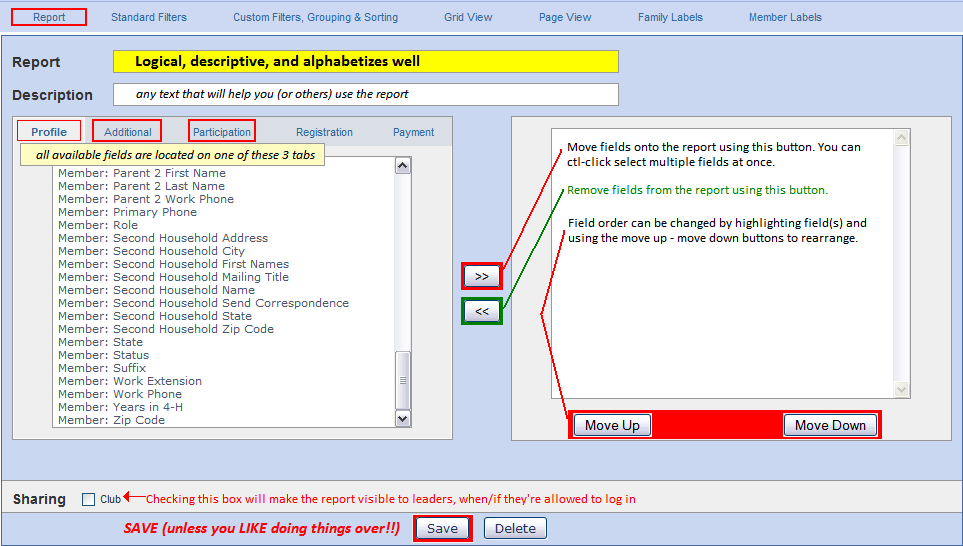 Report Standard Filters Custom Filters, Grouping & Sorting Grid View Page View Family Labels Member Labels
Report Logical, descriptive, and alphabetizes well
Description any text that will help you (or others) use the report
Profile Additional Participation Registration Payment
all available fields are located on one of these 3 tabs
Member: Parent 2 First Name
Member: Parent 2 Last Name
Member: Parent 2 Work Phone
Member: Primary Phone
Member: Role
Member: Second Household Address
Member: Second Household City
Member: Second Household First Names
Member: Second Household Mailing Title
Member: Second Household Name
Member: Second Household Send Correspondence
Member: Second Household State
Member: Second Household Zip Code
Member: State
Member: Status
Member: Suffix
Member: Work Extension
Member: Work Phone
Member: Years in 4-H
Member: Zip Code
>>
<<
Move fields onto the report using this button. You can
ctl-click select multiple fields at once.
Remove fields from the report using this button.
Field order can be changed by highlighting field(s) and
using the move up - move down buttons to rearrange.
Move Up Move Down
Sharing Club Checking this box will make the report visible to leaders, when/if they're allowed to log in
SAVE (unless you LIKE doing things over!!) Save Delete